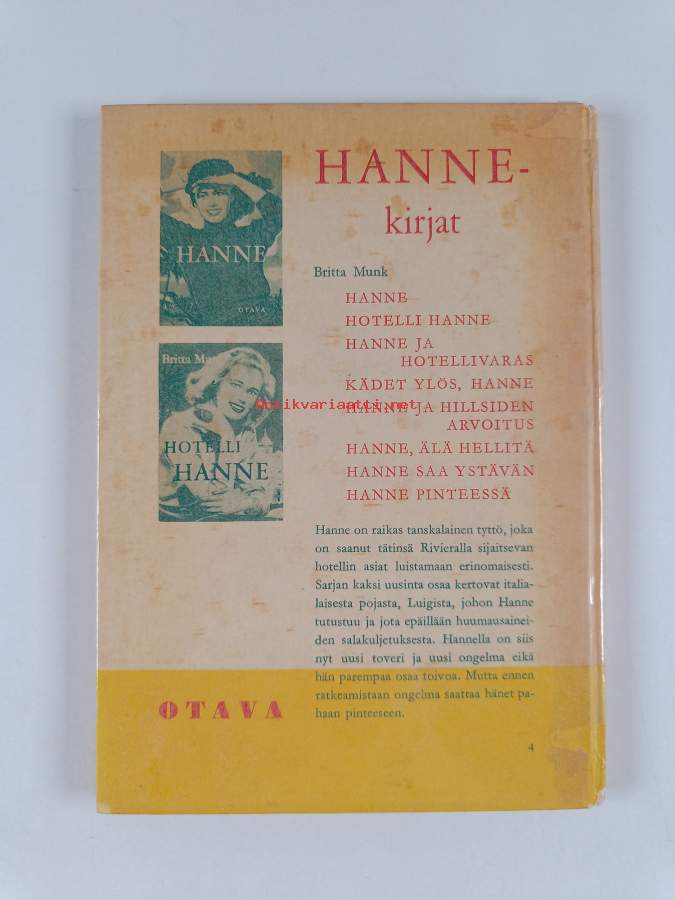 HANNE-
kirjat
Britta Munk
HANNE
HOTELLI HANNE
HANNE JA
HOTELLIVARAS
KÄDET YLÖS, HANNE
HANNE JA HILLSIDEN
ARVOITUS
HANNE, ÄLÄ HELLITÄ
HANNE SAA YSTÄVÄN
HANNE PINTEESSÄ
Hanne on raikas tanskalainen tyttö, joka
on saanut tätinsä Rivieralla sijaitsevan
hotellin asiat luistamaan erinomaisesti.
Sarjan kaksi uusinta osaa kertovat italia-
laisesta pojasta, Luigista, johon Hanne
tutustuu ja jota epäillään huumausainei-
den salakuljetuksesta. Hannella on siis
nyt uusi toveri ja uusi ongelma eikä
hän parempaa osaa toivoa. Mutta ennen
ratkeamistaan ongelma saattaa hänet pa-
haan pinteeseen.
4
HANNE
OTAVA
Britta Mun
HOTELLI
HANNE
OTAVA
antikvariaatti.net